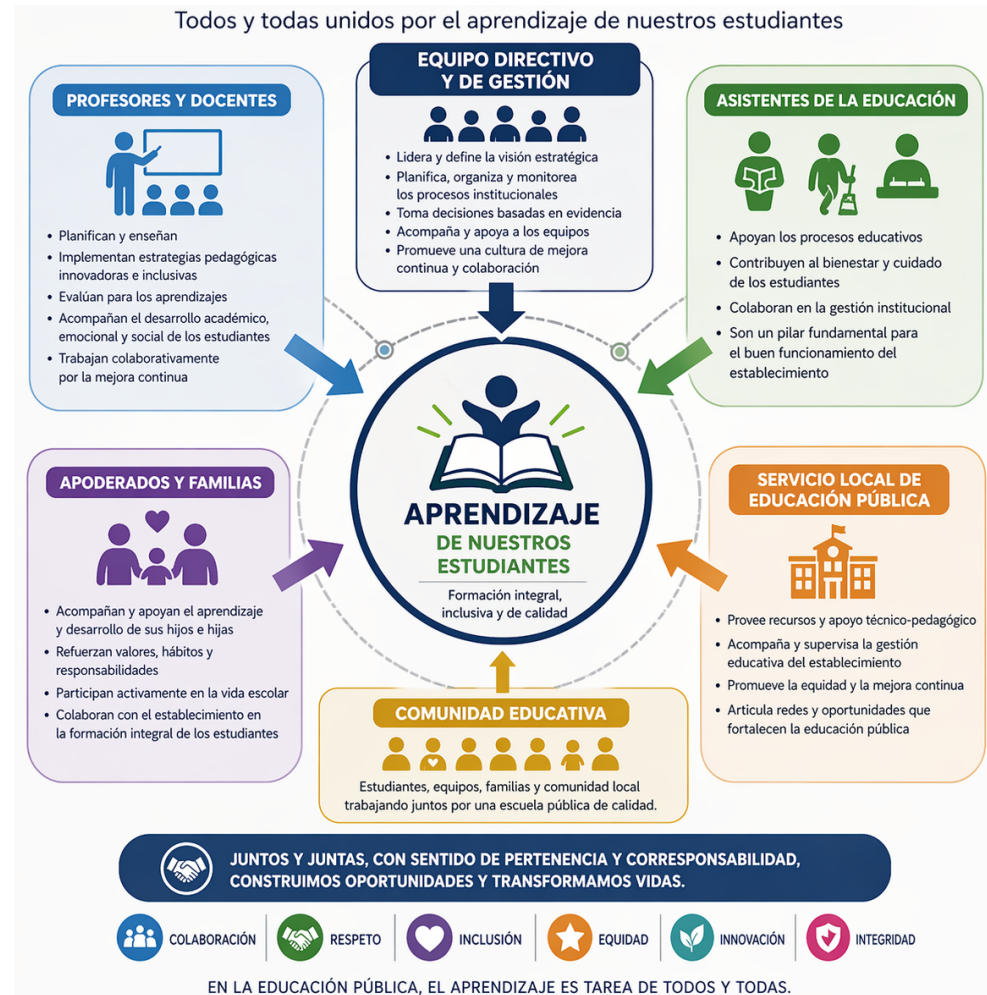 Todos y todas unidos por el aprendizaje de nuestros estudiantes
EQUIPO DIRECTIVO
Y DE GESTIÓN
• Lidera y define la visión estratégica
• Planifica, organiza y monitorea
los procesos institucionales
• Toma decisiones basadas en evidencia
• Acompaña y apoya a los equipos
• Promueve una cultura de mejora
continua y colaboración
PROFESORES Y DOCENTES
• Planifican y enseñan
• Implementan estrategias pedagógicas
innovadoras e inclusivas
• Evalúan para los aprendizajes
• Acompañan el desarrollo académico,
emocional y social de los estudiantes
• Trabajan colaborativamente
por la mejora continua
ASISTENTES DE LA EDUCACIÓN
• Apoyan los procesos educativos
• Contribuyen al bienestar y cuidado
de los estudiantes
• Colaboran en la gestión institucional
• Son un pilar fundamental para
el buen funcionamiento del
establecimiento
APRENDIZAJE
DE NUESTROS
ESTUDIANTES
Formación integral,
inclusiva y de calidad
APODERADOS Y FAMILIAS
• Acompañan y apoyan el aprendizaje
y desarrollo de sus hijos e hijas
• Refuerzan valores, hábitos y
responsabilidades
• Participan activamente en la vida escolar
• Colaboran con el establecimiento en
la formación integral de los estudiantes
SERVICIO LOCAL DE
EDUCACIÓN PÚBLICA
• Provee recursos y apoyo técnico-pedagógico
• Acompaña y supervisa la gestión
educativa del establecimiento
• Promueve la equidad y la mejora continua
• Articula redes y oportunidades que
fortalecen la educación pública
COMUNIDAD EDUCATIVA
Estudiantes, equipos, familias y comunidad local
trabajando juntos por una escuela pública de calidad.
JUNTOS Y JUNTAS, CON SENTIDO DE PERTENENCIA Y CORRESPONSABILIDAD,
CONSTRUIMOS OPORTUNIDADES Y TRANSFORMAMOS VIDAS.
COLABORACIÓN
RESPETO
INCLUSIÓN
EQUIDAD
INNOVACIÓN
INTEGRIDAD
EN LA EDUCACIÓN PÚBLICA, EL APRENDIZAJE ES TAREA DE TODOS Y TODAS.